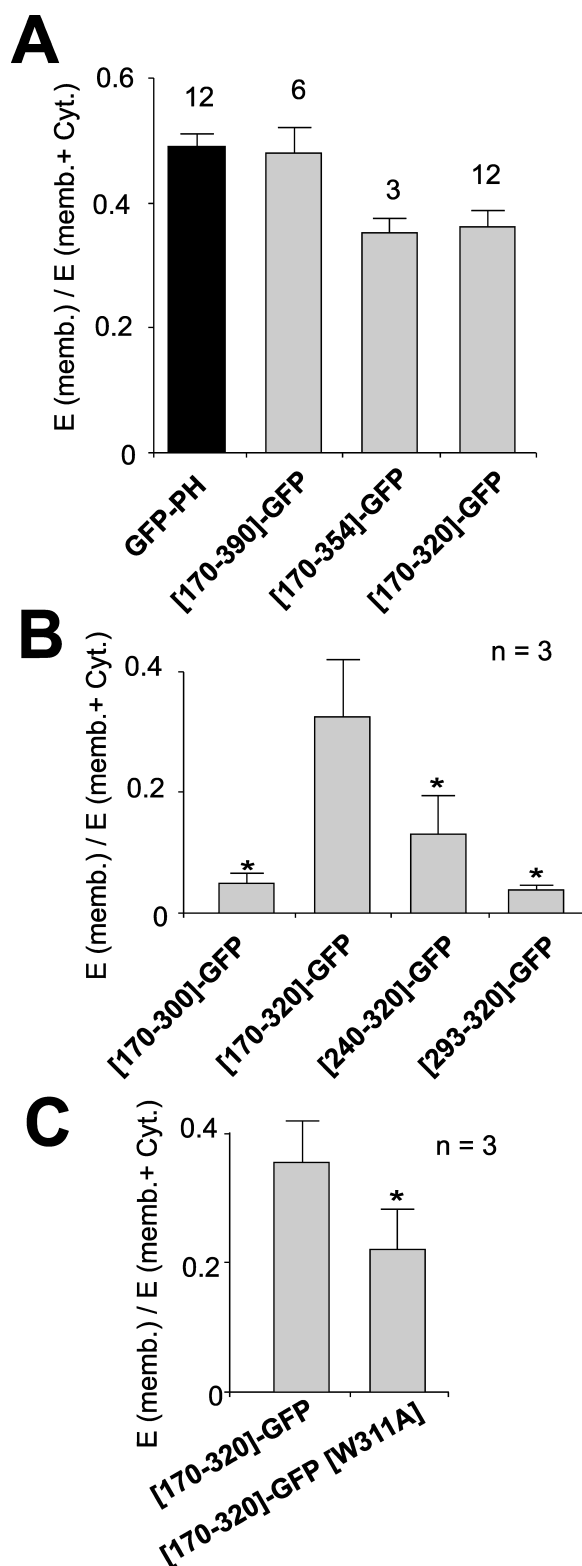 A
E (memb.) / E (memb.+ Cyt.)
0.6
0.4
0.2
0
12
6
3
12
GFP-PH
[170-390]-GFP
[170-354]-GFP
[170-320]-GFP
B
E (memb.) / E (memb.+ Cyt.)
n = 3
0.4
0.2
0
*
*
*
[170-300]-GFP
[170-320]-GFP
[240-320]-GFP
[293-320]-GFP
C
E (memb.) / E (memb.+ Cyt.)
n = 3
0.4
0.2
0
*
[170-320]-GFP
[170-320]-GFP [W311A]